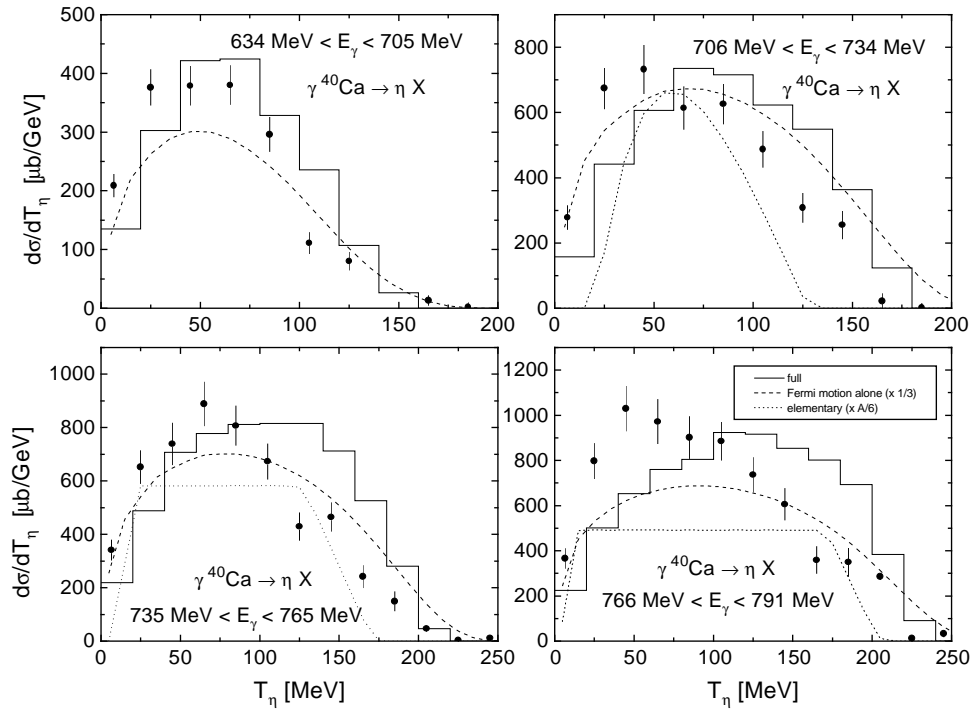 500
400
300
200
100
0
dσ/dTη [μb/GeV]
634 MeV < Eγ < 705 MeV
γ ⁴⁰Ca → η X
0 50 100 150 200
800
600
400
200
0
706 MeV < Eγ < 734 MeV
γ ⁴⁰Ca → η X
0 50 100 150 200
1000
800
600
400
200
0
dσ/dTη [μb/GeV]
γ ⁴⁰Ca → η X
735 MeV < Eγ < 765 MeV
0 50 100 150 200
Tη [MeV]
1200
1000
800
600
400
200
0
full
Fermi motion alone (x 1/3)
elementary (x A/6)
γ ⁴⁰Ca → η X
766 MeV < Eγ < 791 MeV
0 50 100 150 200 250
Tη [MeV]